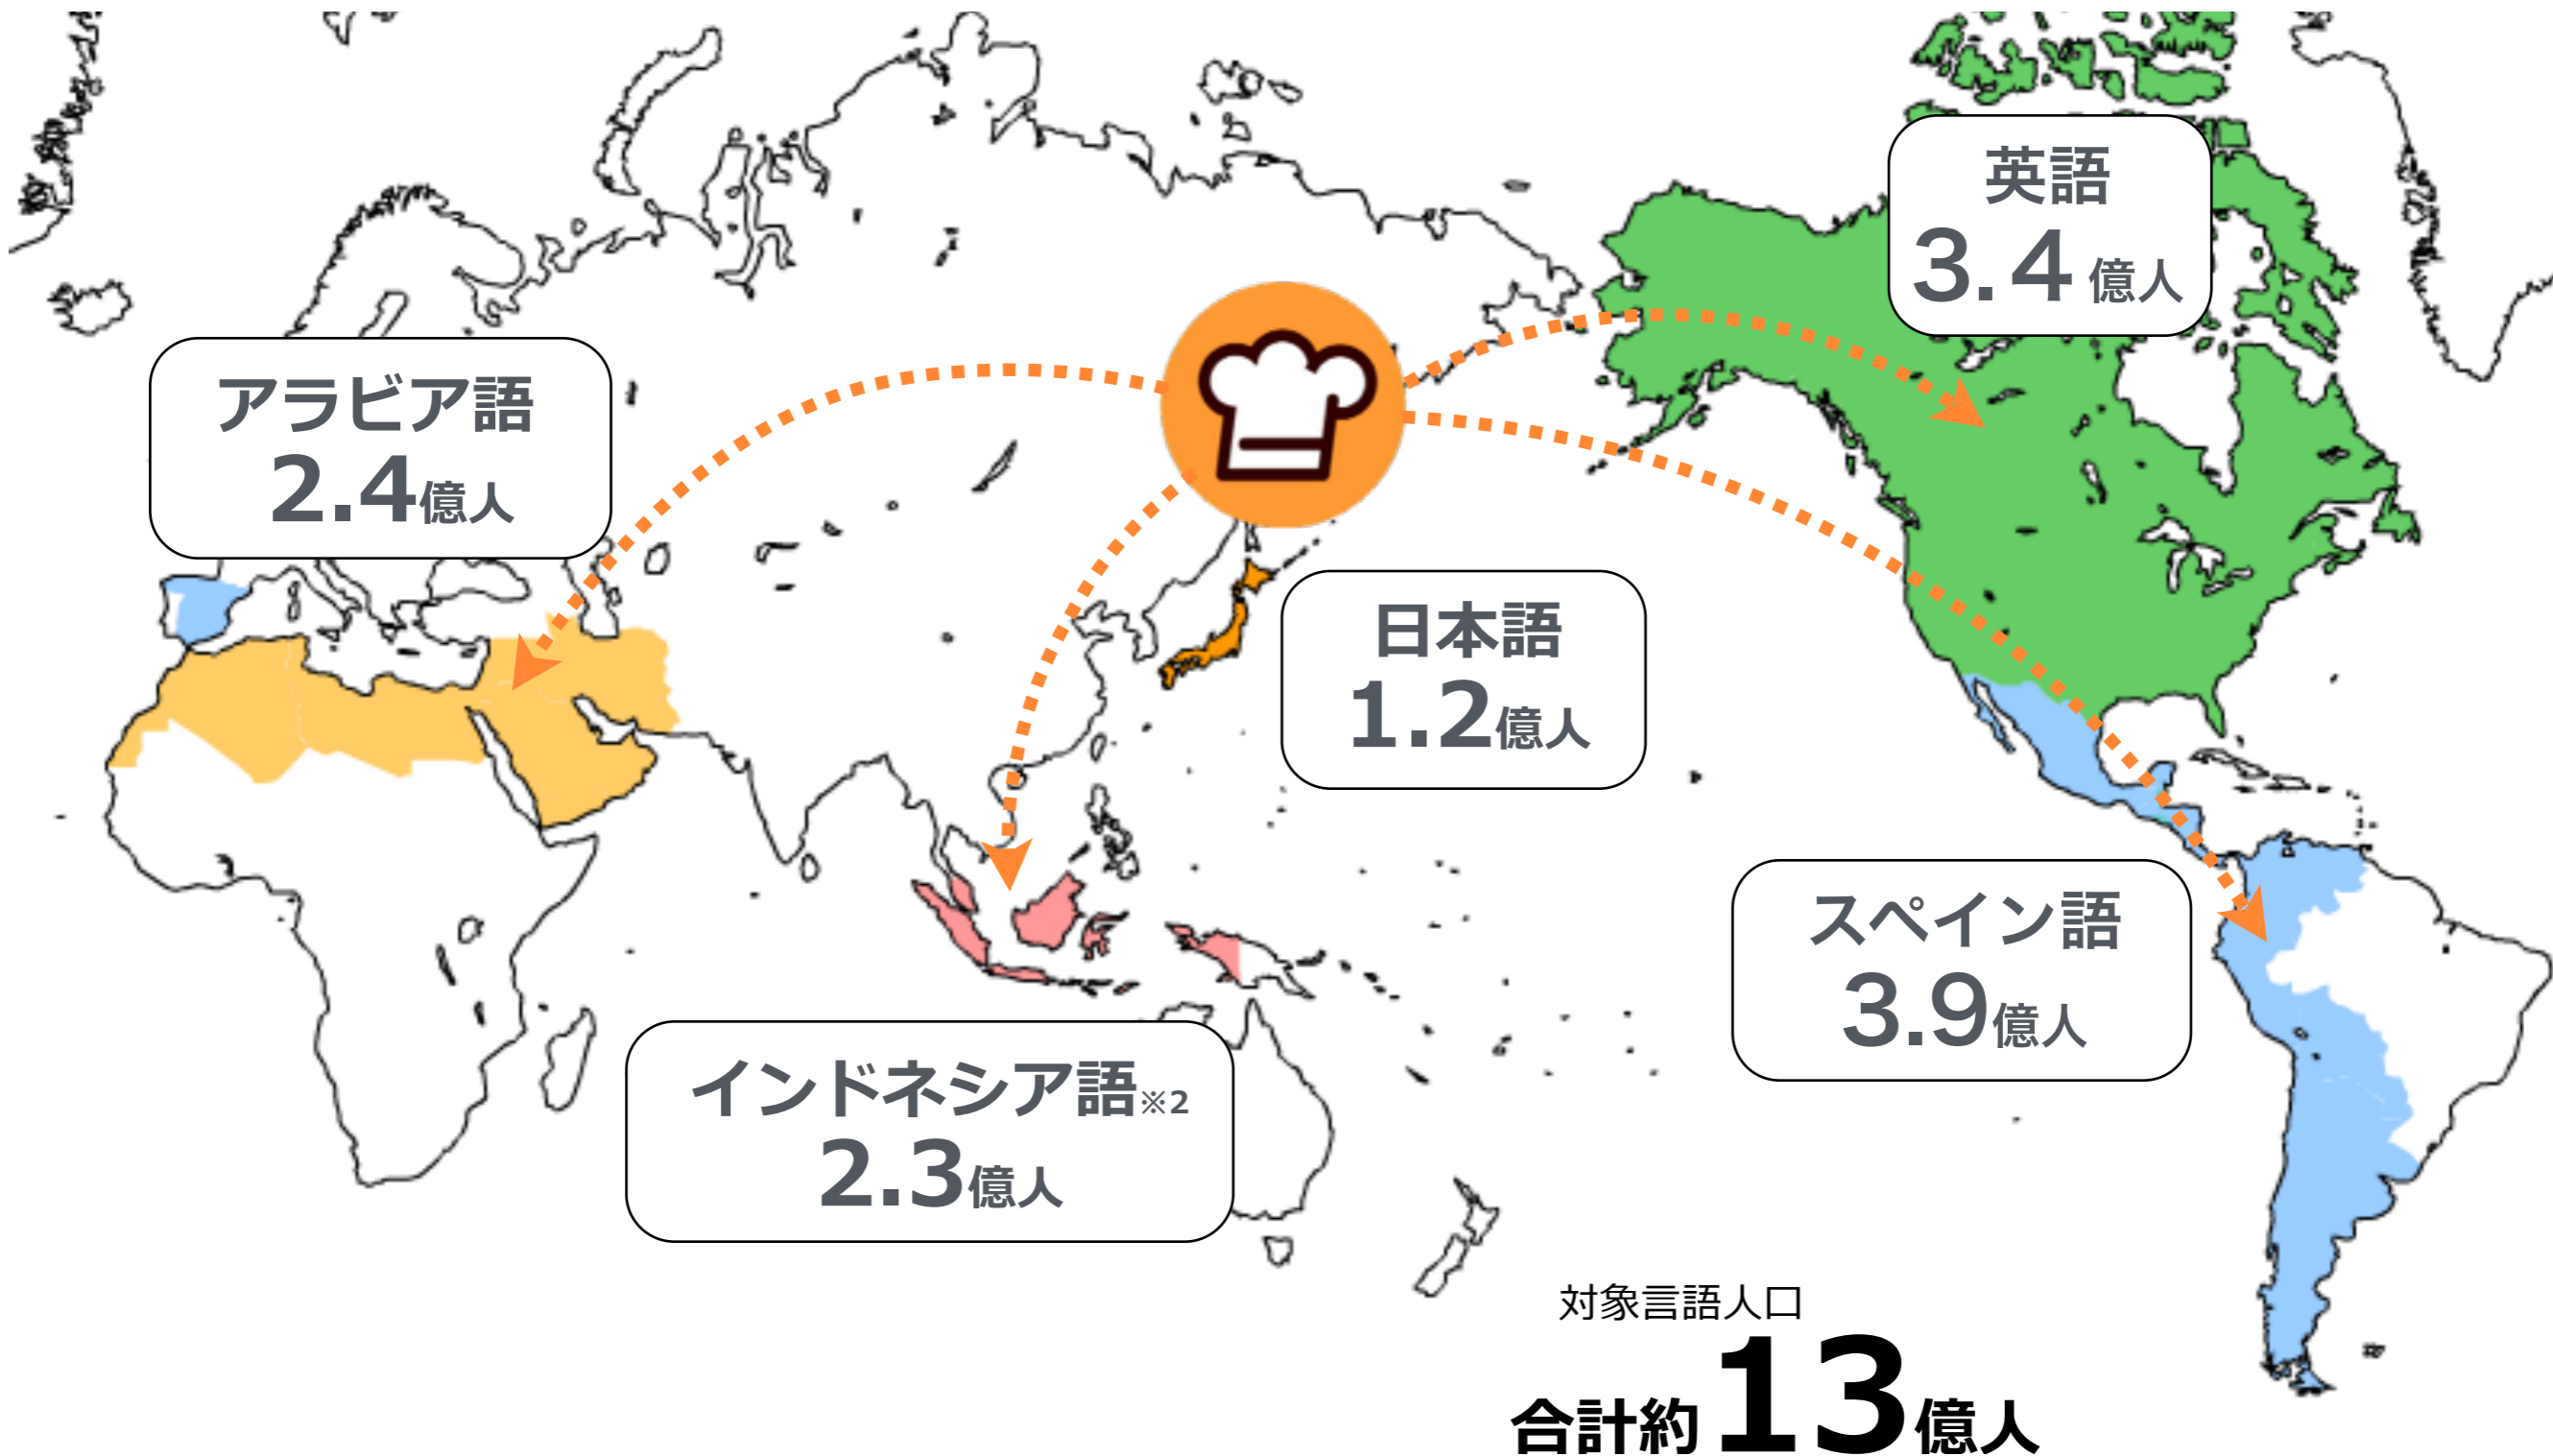 英語
3.4億人
アラビア語
2.4億人
日本語
1.2億人
スペイン語
3.9億人
インドネシア語※2
2.3億人
対象言語人口
合計約13億人